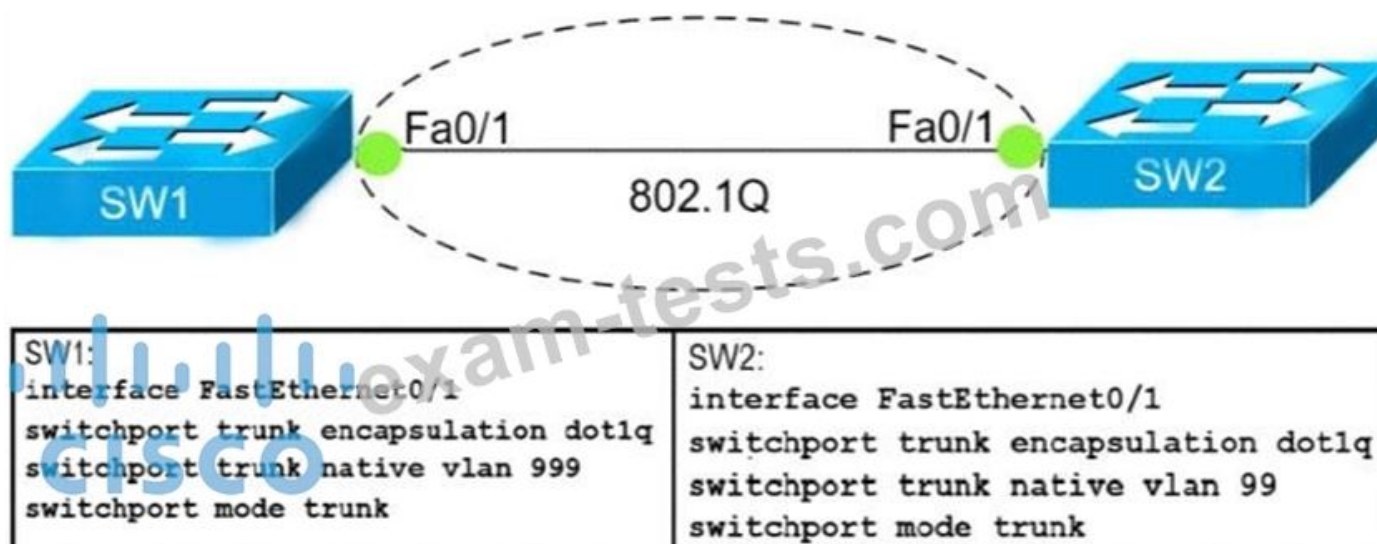 Fa0/1
Fa0/1
SW1
802.1Q
SW2
exam-tests.com
SW1:
interface FastEthernet0/1
switchport trunk encapsulation dot1q
switchport trunk native vlan 999
switchport mode trunk
SW2:
interface FastEthernet0/1
switchport trunk encapsulation dot1q
switchport trunk native vlan 99
switchport mode trunk
CISCO